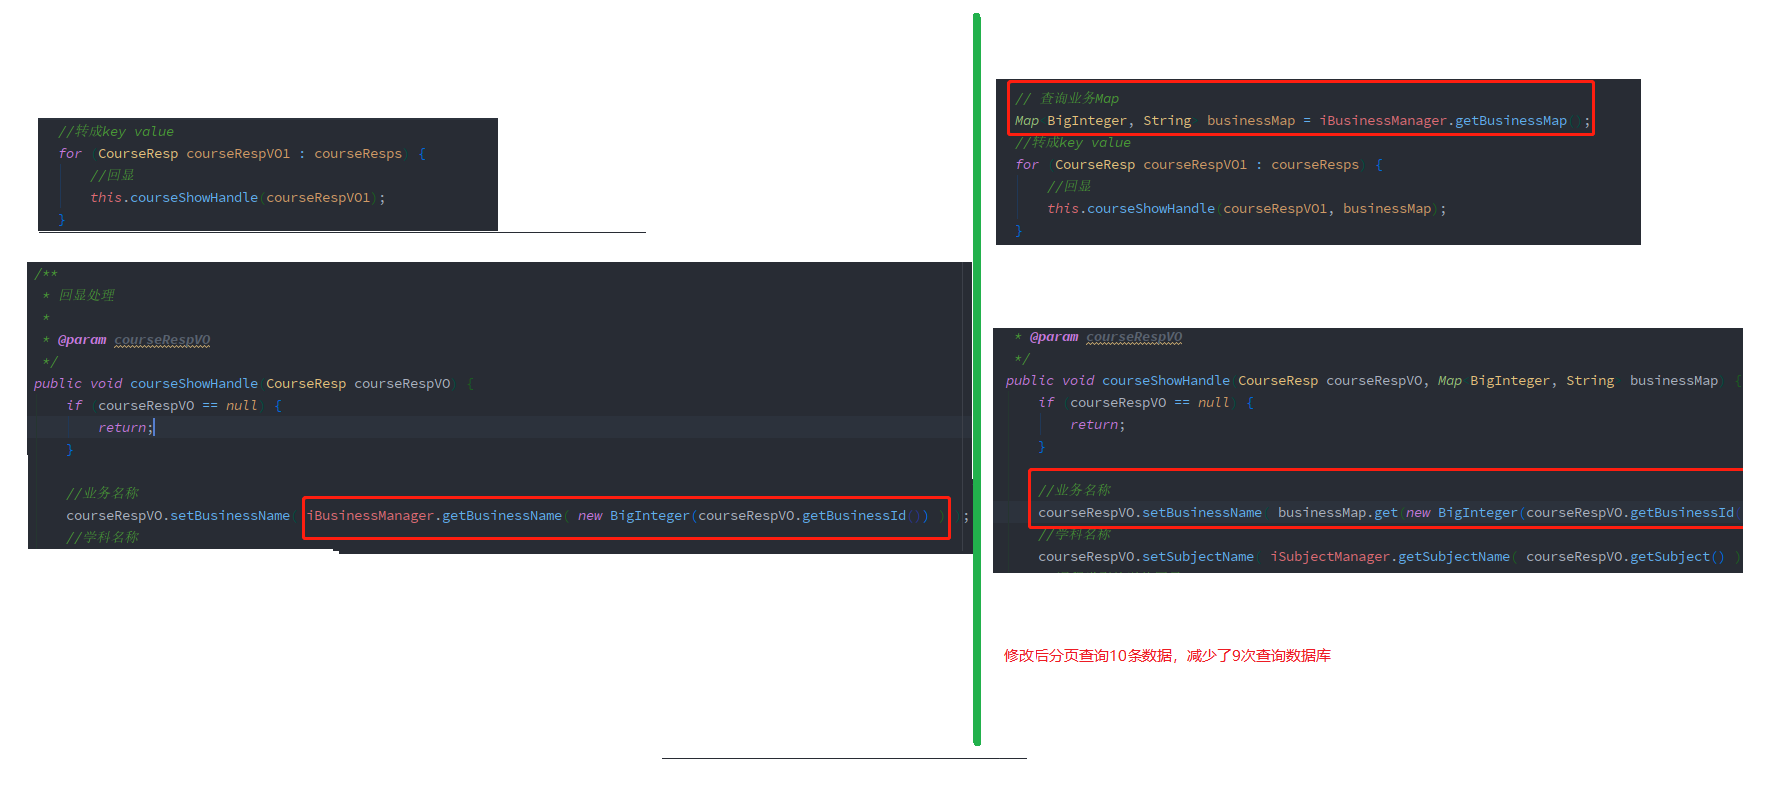 //转成key value
for (CourseResp courseRespVO1 : courseResps) {
//回显
this.courseShowHandle(courseRespVO1);
}
/**
* 回显处理
*
* @param courseRespVO
*/
public void courseShowHandle(CourseResp courseRespVO) {
if (courseRespVO == null) {
return;
}
//业务名称
courseRespVO.setBusinessName(iBusinessManager.getBusinessName( new BigInteger(courseRespVO.getBusinessId()) ) );
//学科名称
// 查询业务Map
Map<BigInteger, String> businessMap = iBusinessManager.getBusinessMap();
//转成key value
for (CourseResp courseRespVO1 : courseResps) {
//回显
this.courseShowHandle(courseRespVO1, businessMap);
}
* @param courseRespVO
*/
public void courseShowHandle(CourseResp courseRespVO, Map<BigInteger, String> businessMap) {
if (courseRespVO == null) {
return;
}
//业务名称
courseRespVO.setBusinessName( businessMap.get(new BigInteger(courseRespVO.getBusinessId
//学科名称
courseRespVO.setSubjectName( iSubjectManager.getSubjectName( courseRespVO.getSubject() )
修改后分页查询10条数据，减少了9次查询数据库